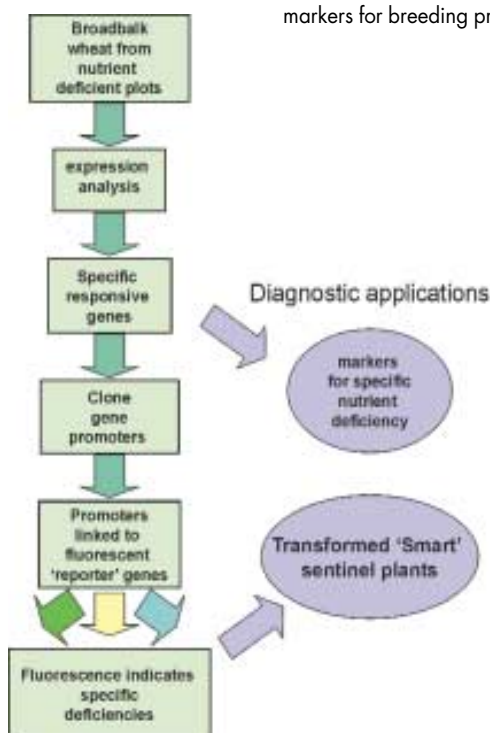 markers for breeding pr
Broadbalk
wheat from
nutrient
deficient plots
expression
analysis
Specific
responsive
genes
Diagnostic applications
markers
for specific
nutrient
deficiency
Clone
gene
promoters
Promoters
linked to
fluorescent
'reporter' genes
Transformed 'Smart'
sentinel plants
Fluorescence indicates
specific
deficiencies